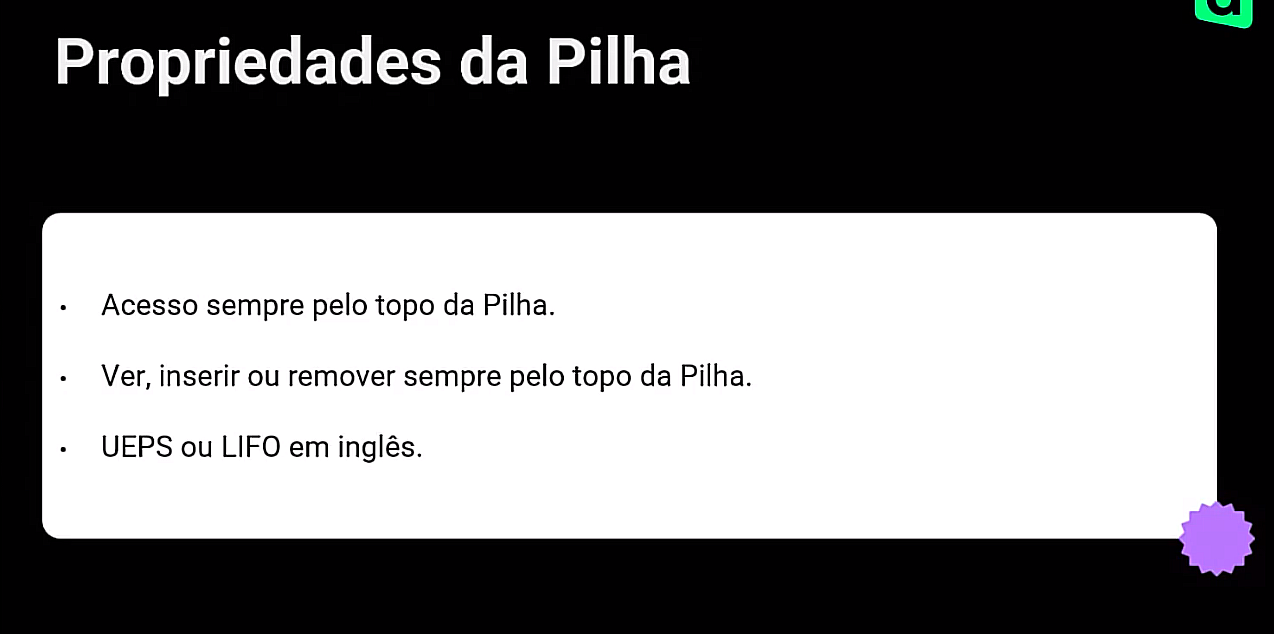 Propriedades da Pilha
• Acesso sempre pelo topo da Pilha.
• Ver, inserir ou remover sempre pelo topo da Pilha.
• UEPS ou LIFO em inglês.